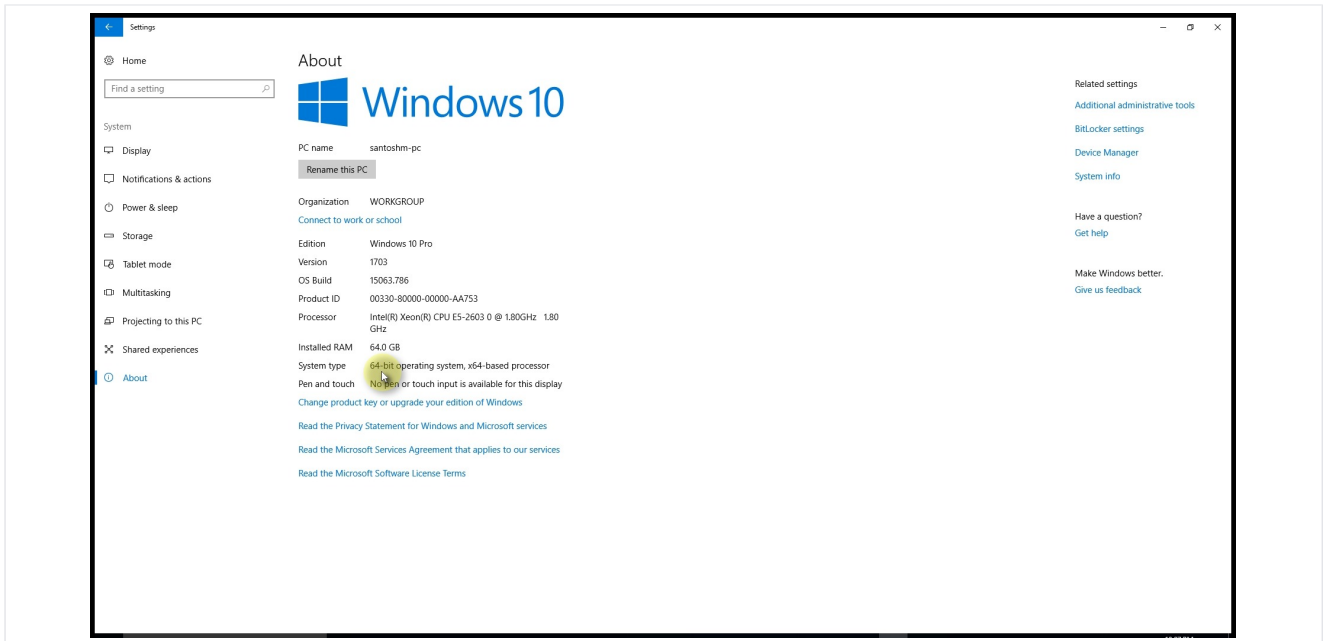 Settings
Home
Find a setting
System
Display
Notifications & actions
Power & sleep
Storage
Tablet mode
Multitasking
Projecting to this PC
Shared experiences
About
About
Windows 10
PC name santoshm-pc
Rename this PC
Organization WORKGROUP
Connect to work or school
Edition Windows 10 Pro
Version 1703
OS Build 15063.786
Product ID 00330-80000-00000-AA753
Processor Intel(R) Xeon(R) CPU E5-2603 0 @ 1.80GHz 1.80
GHz
Installed RAM 64.0 GB
System type 64-bit operating system, x64-based processor
Pen and touch No pen or touch input is available for this display
Change product key or upgrade your edition of Windows
Read the Privacy Statement for Windows and Microsoft services
Read the Microsoft Services Agreement that applies to our services
Read the Microsoft Software License Terms
Related settings
Additional administrative tools
BitLocker settings
Device Manager
System info
Have a question?
Get help
Make Windows better.
Give us feedback